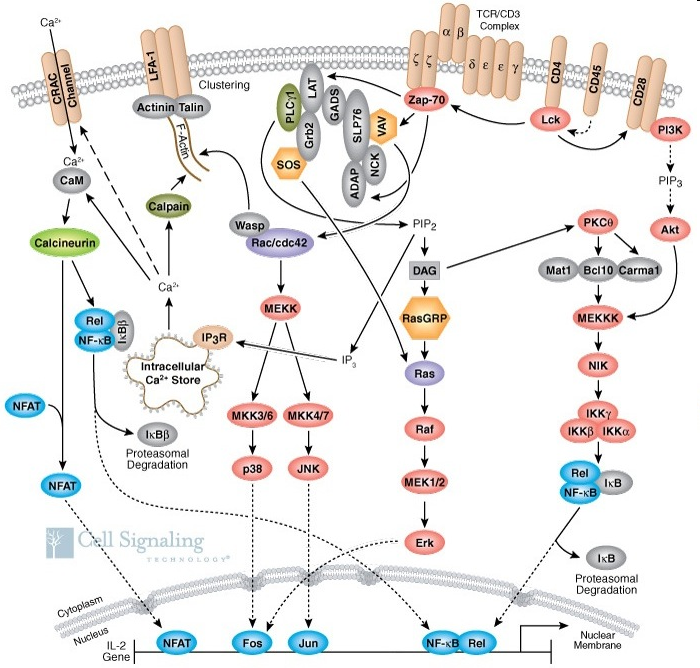 Ca²⁺
CRAC
Channel
LFA-1
Clustering
Actinin
Talin
F-Actin
TCR/CD3
Complex
α
β
ζ
ζ
δ
ε
ε
γ
CD4
CD45
CD28
PLCγ1
LAT
GADS
Grb2
SLP76
VAV
NCK
ADAP
SOS
Zap-70
Lck
PI3K
PIP₃
Akt
Ca²⁺
CaM
Calcineurin
Calpain
Wasp
Rac/cdc42
PIP₂
DAG
RasGRP
PKCθ
Mat1
Bcl10
Carma1
MEKKK
Ca²⁺
Rel
NF-κB
IκBβ
MEKK
IP₃R
IP₃
Intracellular
Ca²⁺ Store
Ras
NIK
NFAT
IκBβ
Proteasomal
Degradation
MKK3/6
MKK4/7
Raf
IKKγ
IKKβ
IKKα
p38
JNK
MEK1/2
Rel
NF-κB
IκB
NFAT
Erk
Cell Signaling
TECHNOLOGY®
IκB
Proteasomal
Degradation
Cytoplasm
Nucleus
IL-2
Gene
NFAT
Fos
Jun
NF-κB
Rel
Nuclear
Membrane